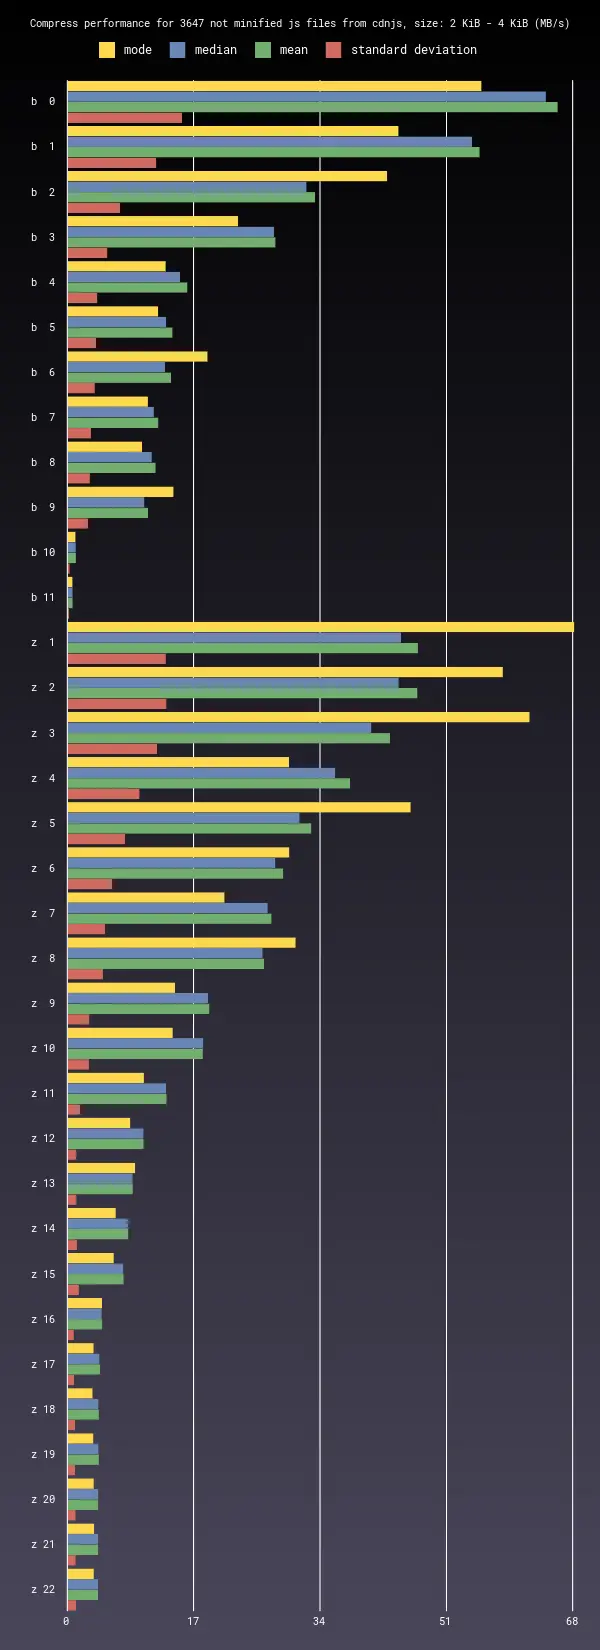 Compress performance for 3647 not minified js files from cdnjs, size: 2 KiB - 4 KiB (MB/s)
mode median mean standard deviation
b 0
b 1
b 2
b 3
b 4
b 5
b 6
b 7
b 8
b 9
b 10
b 11
z 1
z 2
z 3
z 4
z 5
z 6
z 7
z 8
z 9
z 10
z 11
z 12
z 13
z 14
z 15
z 16
z 17
z 18
z 19
z 20
z 21
z 22
0 17 34 51 68